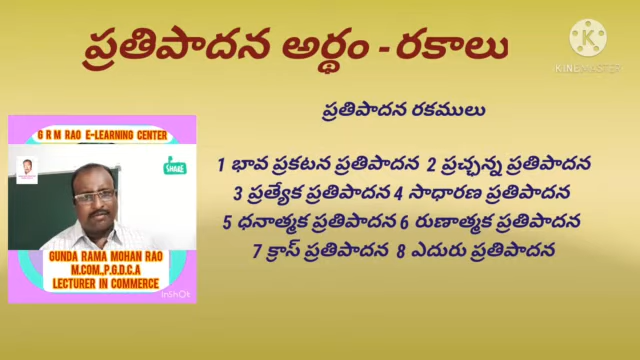 ప్రతిపాదన అర్థం - రకాలు
KINEMASTER
ప్రతిపాదన రకములు
G R M RAO E-LEARNING CENTER
SHARE
1 భావ ప్రకటన ప్రతిపాదన 2 ప్రచ్ఛన్న ప్రతిపాదన
3 ప్రత్యేక ప్రతిపాదన 4 సాధారణ ప్రతిపాదన
5 ధనాత్మక ప్రతిపాదన 6 రుణాత్మక ప్రతిపాదన
7 క్రాస్ ప్రతిపాదన 8 ఎదురు ప్రతిపాదన
GUNDA RAMA MOHAN RAO
M.COM.,P.G.D.C.A
LECTURER IN COMMERCE
InShOt